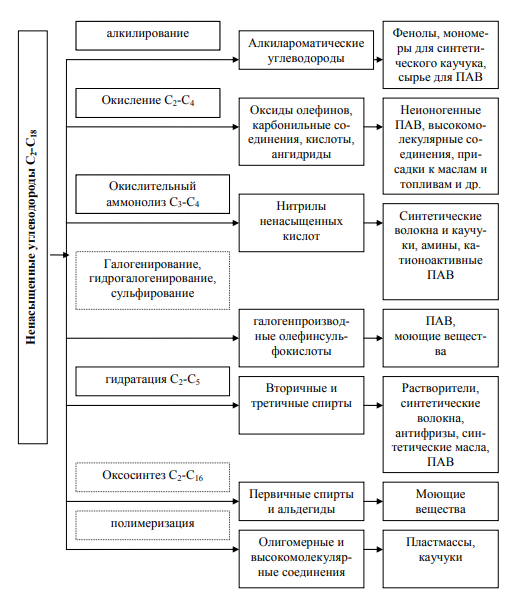 Ненасыщенные углеводороды C2-C18
алкилирование
Алкилароматические
углеводороды
Фенолы, мономе-
ры для синтети-
ческого каучука,
сырье для ПАВ
Окисление C2-C4
Оксиды олефинов,
карбонильные со-
единения, кислоты,
ангидриды
Неионогенные
ПАВ, высокомо-
лекулярные сое-
динения, при-
садки к маслам и
топливам и др.
Окислительный
аммонолиз C3-C4
Нитрилы
ненасыщенных
кислот
Синтетические
волокна и каучу-
ки, амины, ка-
тионоактивные
ПАВ
Галогенирование,
гидрогалогенирование,
сульфирование
галогенпроизвод-
ные олефинсуль-
фокислоты
ПАВ,
моющие вещест-
ва
гидратация C2-C5
Вторичные и
третичные спирты
Растворители,
синтетические
волокна,
антифризы, син-
тетические масла,
ПАВ
Оксосинтез C2-C16
Первичные спирты
и альдегиды
Моющие
вещества
полимеризация
Олигомерные и
высокомолекуляр-
ные соединения
Пластмассы,
каучуки